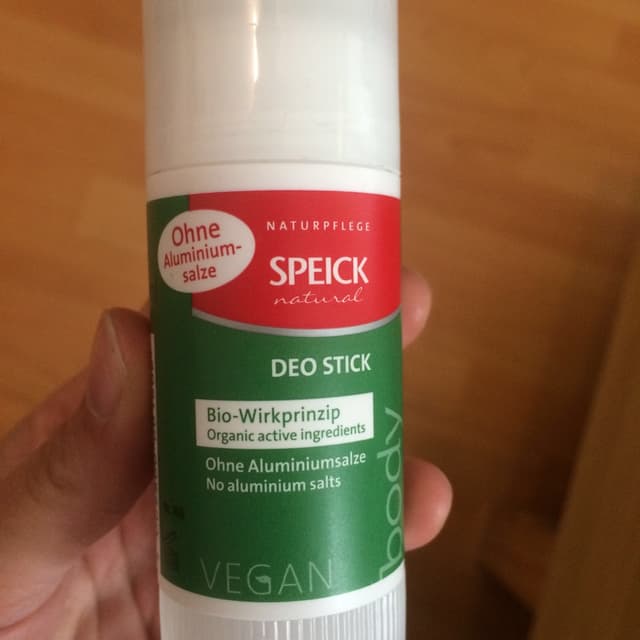 Ohne
Aluminium-
salze
NATURPFLEGE
SPEICK
natural
DEO STICK
Bio-Wirkprinzip
Organic active ingredients
Ohne Aluminiumsalze
No aluminium salts
body
VEGAN